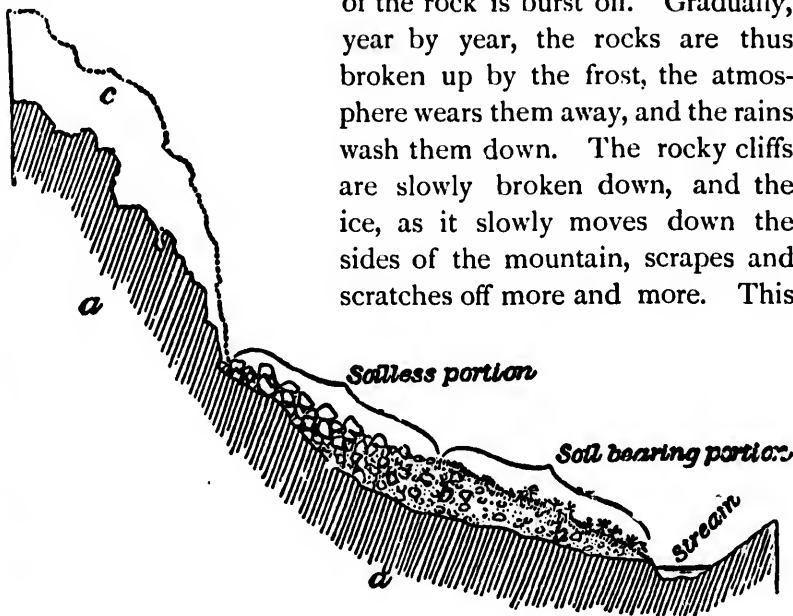 of the rock is burst off. Gradually,
year by year, the rocks are thus
broken up by the frost, the atmos-
phere wears them away, and the rains
wash them down. The rocky cliffs
are slowly broken down, and the
ice, as it slowly moves down the
sides of the mountain, scrapes and
scratches off more and more. This
c
a
Soilless portion
Soil bearing portion
Stream
a